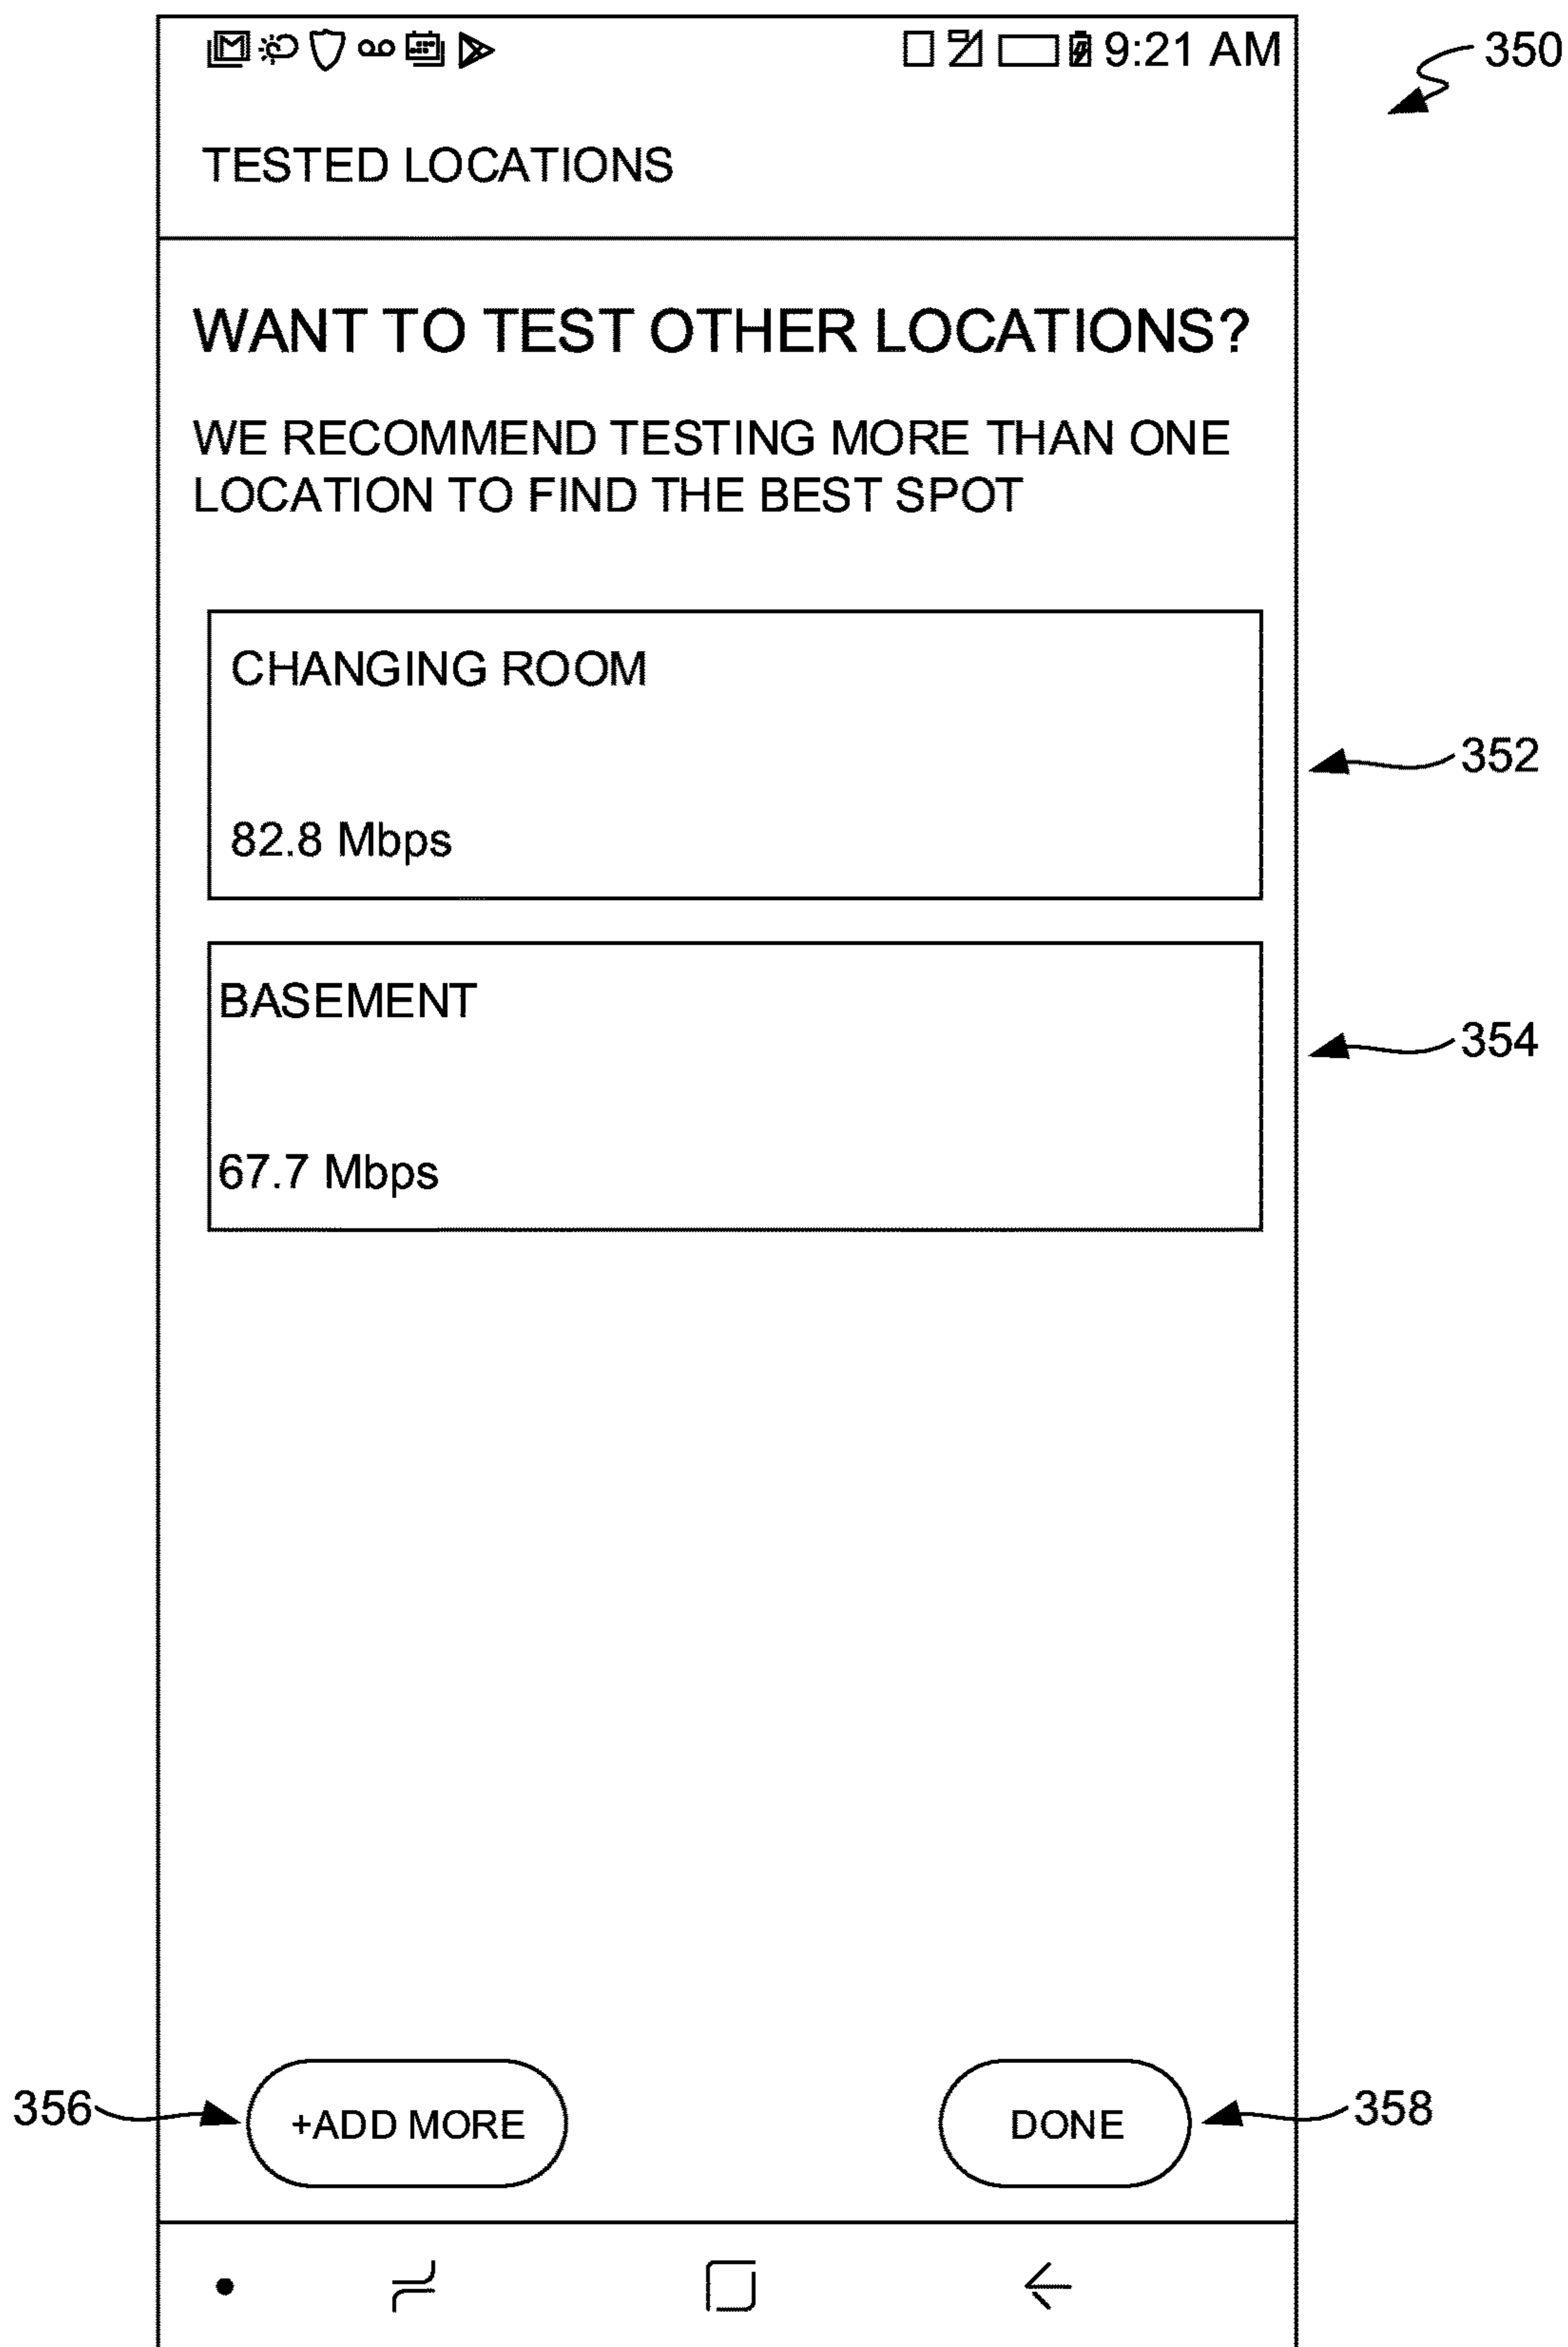 9:21 AM
350
TESTED LOCATIONS
WANT TO TEST OTHER LOCATIONS?
WE RECOMMEND TESTING MORE THAN ONE
LOCATION TO FIND THE BEST SPOT
CHANGING ROOM
352
82.8 Mbps
BASEMENT
354
67.7 Mbps
356
+ADD MORE
DONE
358